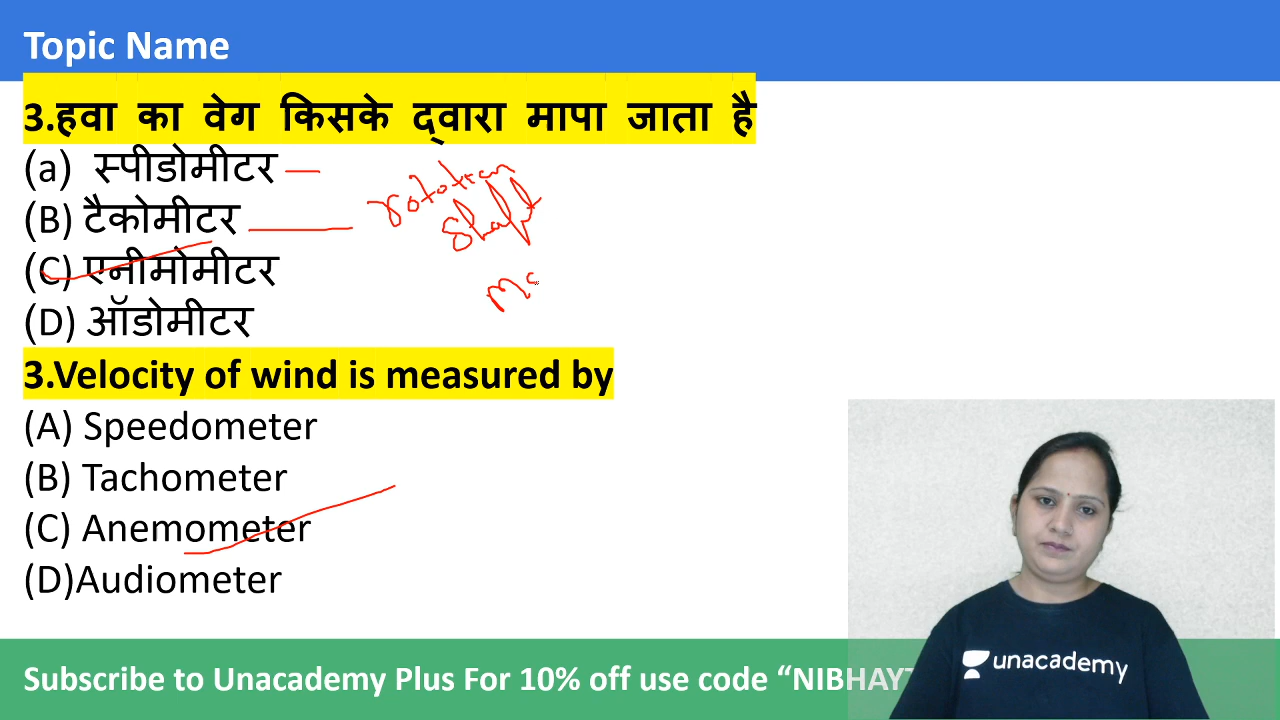 Topic Name
3.हवा का वेग किसके द्वारा मापा जाता है
(a) स्पीडोमीटर
(B) टैकोमीटर
(C) एनीमोमीटर
(D) ऑडोमीटर
shaft
3.Velocity of wind is measured by
(A) Speedometer
(B) Tachometer
(C) Anemometer
(D)Audiometer
unacademy
Subscribe to Unacademy Plus For 10% off use code “NIBHAY